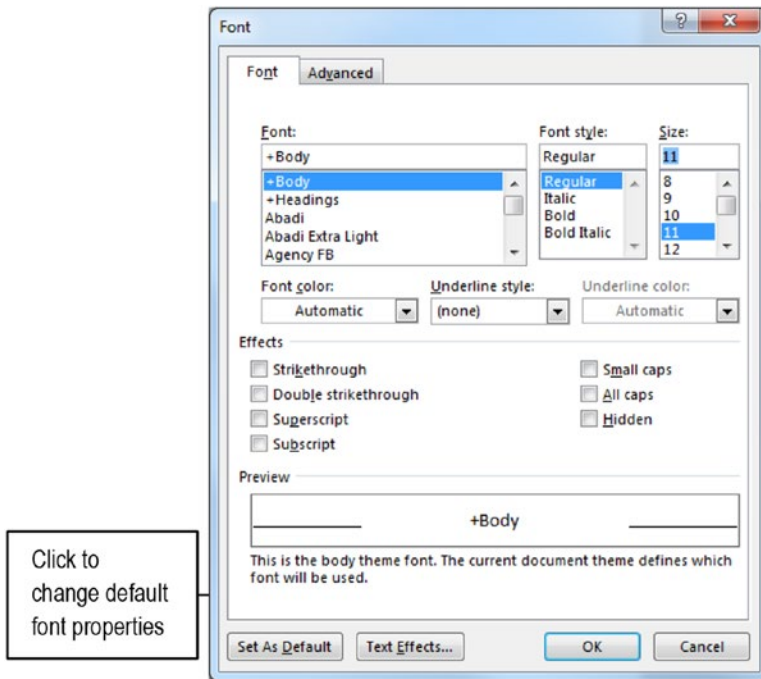 Font
Font Advanced
Font: Font style: Size:
+Body Regular 11
+Body Regular 8
+Headings Italic 9
Abadi Bold 10
Abadi Extra Light Bold Italic 11
Agency FB 12
Font color: Underline style: Underline color:
Automatic (none) Automatic
Effects
Strikethrough Small caps
Double strikethrough All caps
Superscript Hidden
Subscript
Preview
+Body
This is the body theme font. The current document theme defines which
font will be used.
Click to
change default
font properties
Set As Default Text Effects... OK Cancel